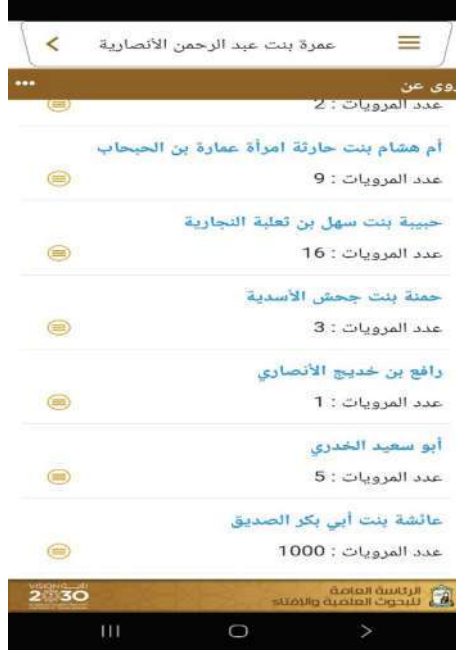 عمرة بنت عبد الرحمن الأنصارية
روى عن
عدد المرويات : 2
أم هشام بنت حارثة امرأة عمارة بن الحبحاب
عدد المرويات : 9
حبيبة بنت سهل بن ثعلبة النجارية
عدد المرويات : 16
حمنة بنت جحش الأسدية
عدد المرويات : 3
رافع بن خديج الأنصاري
عدد المرويات : 1
أبو سعيد الخدري
عدد المرويات : 5
عائشة بنت أبي بكر الصديق
عدد المرويات : 1000
الرئاسة العامة
للبحوث العلمية والإفتاء
VISION رؤية
2030